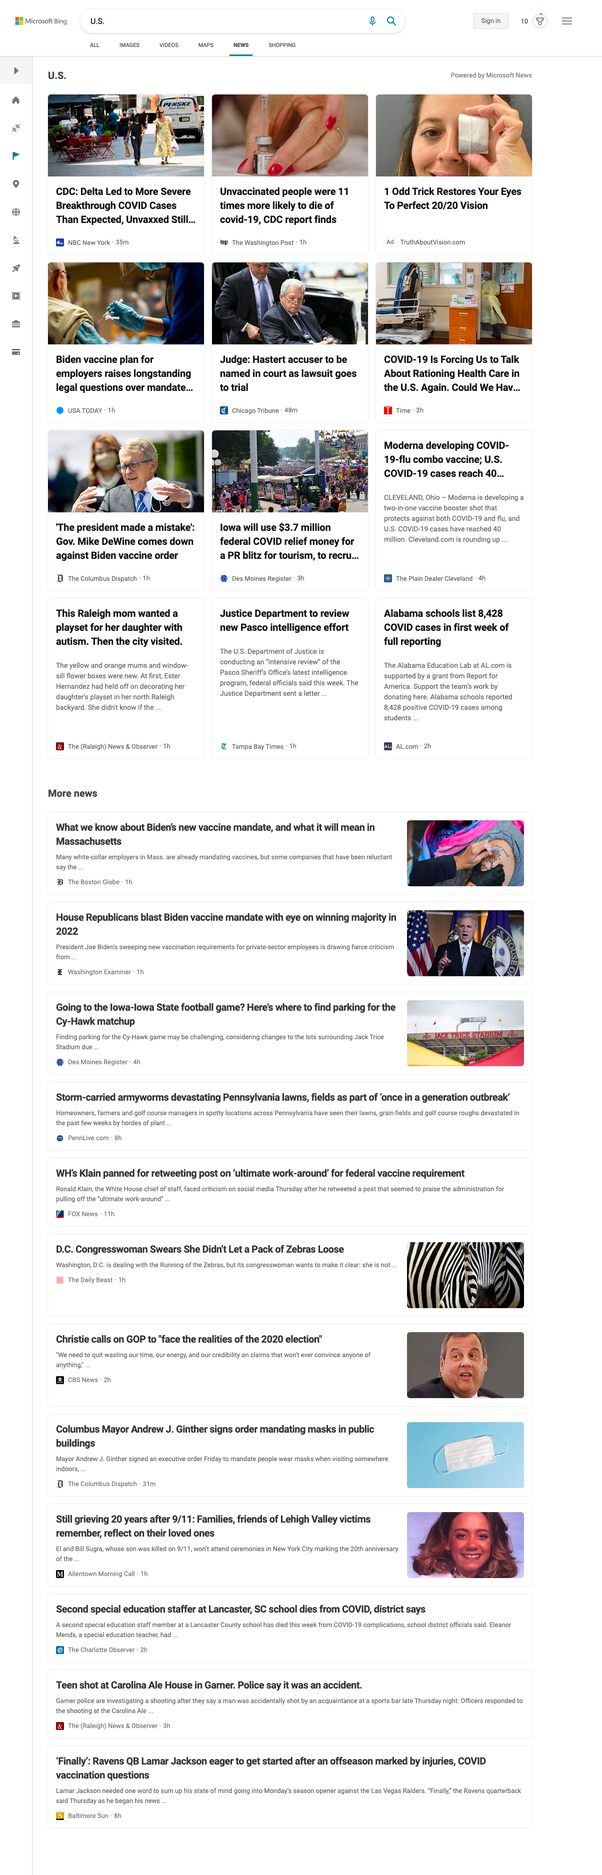 Microsoft Bing
U.S.
Sign in
10
ALL
IMAGES
VIDEOS
MAPS
NEWS
SHOPPING
U.S.
Powered by Microsoft News
PENSKE
CDC: Delta Led to More Severe
Breakthrough COVID Cases
Than Expected, Unvaxxed Still...
NBC New York · 35m
Unvaccinated people were 11
times more likely to die of
covid-19, CDC report finds
wp
The Washington Post · 1h
1 Odd Trick Restores Your Eyes
To Perfect 20/20 Vision
Ad
TruthAboutVision.com
Biden vaccine plan for
employers raises longstanding
legal questions over mandate...
USA TODAY · 1h
Judge: Hastert accuser to be
named in court as lawsuit goes
to trial
Chicago Tribune · 48m
COVID-19 Is Forcing Us to Talk
About Rationing Health Care in
the U.S. Again. Could We Hav...
Time · 2h
'The president made a mistake':
Gov. Mike DeWine comes down
against Biden vaccine order
The Columbus Dispatch · 1h
Iowa will use $3.7 million
federal COVID relief money for
a PR blitz for tourism, to recru...
Des Moines Register · 3h
Moderna developing COVID-
19-flu combo vaccine; U.S.
COVID-19 cases reach 40...
CLEVELAND, Ohio – Moderna is developing a
two-in-one vaccine booster shot that
protects against both COVID-19 and flu, and
U.S. COVID-19 cases have reached 40
million. Cleveland.com is rounding up ...
The Plain Dealer Cleveland · 4h
This Raleigh mom wanted a
playset for her daughter with
autism. Then the city visited.
The yellow and orange mums and window-
sill flower boxes were new. At first, Ester
Hernandez had held off on decorating her
daughter's playset in her north Raleigh
backyard. She didn't know if the ...
The (Raleigh) News & Observer · 1h
Justice Department to review
new Pasco intelligence effort
The U.S. Department of Justice is
conducting an “intensive review” of the
Pasco Sheriff's Office's latest intelligence
program, federal officials said this week. The
Justice Department sent a letter ...
Tampa Bay Times · 1h
Alabama schools list 8,428
COVID cases in first week of
full reporting
The Alabama Education Lab at AL.com is
supported by a grant from Report for
America. Support the team's work by
donating here. Alabama schools reported
8,428 positive COVID-19 cases among
students ...
AL.com · 2h
More news
What we know about Biden's new vaccine mandate, and what it will mean in
Massachusetts
Many white-collar employers in Mass. are already mandating vaccines, but some companies that have been reluctant
say the ...
The Boston Globe · 1h
House Republicans blast Biden vaccine mandate with eye on winning majority in
2022
President Joe Biden's sweeping new vaccination requirements for private-sector employees is drawing fierce criticism
from ...
Washington Examiner · 1h
Going to the Iowa-Iowa State football game? Here's where to find parking for the
Cy-Hawk matchup
Finding parking for the Cy-Hawk game may be challenging, considering changes to the lots surrounding Jack Trice
Stadium due ...
Des Moines Register · 4h
JACK TRICE STADIUM
Storm-carried armyworms devastating Pennsylvania lawns, fields as part of ‘once in a generation outbreak’
Homeowners, farmers and golf course managers in spotty locations across Pennsylvania have seen their lawns, grain fields and golf course roughs devastated in
the past few weeks by hordes of plant ...
PennLive.com · 8h
WH's Klain panned for retweeting post on ‘ultimate work-around’ for federal vaccine requirement
Ronald Klain, the White House chief of staff, faced criticism on social media Thursday after he retweeted a post that seemed to praise the administration for
pulling off the “ultimate work-around” ...
FOX News · 11h
D.C. Congresswoman Swears She Didn't Let a Pack of Zebras Loose
Washington, D.C. is dealing with the Running of the Zebras, but its congresswoman wants to make it clear: she is not ...
The Daily Beast · 1h
Christie calls on GOP to "face the realities of the 2020 election"
"We need to quit wasting our time, our energy, and our credibility on claims that won't ever convince anyone of
anything," ...
CBS News · 2h
Columbus Mayor Andrew J. Ginther signs order mandating masks in public
buildings
Mayor Andrew J. Ginther signed an executive order Friday to mandate people wear masks when visiting somewhere
indoors, ...
The Columbus Dispatch · 31m
Still grieving 20 years after 9/11: Families, friends of Lehigh Valley victims
remember, reflect on their loved ones
El and Bill Sugra, whose son was killed on 9/11, won't attend ceremonies in New York City marking the 20th anniversary
of the ...
Allentown Morning Call · 1h
Second special education staffer at Lancaster, SC school dies from COVID, district says
A second special education staff member at a Lancaster County school has died this week from COVID-19 complications, school district officials said. Eleanor
Mends, a special education teacher, had ...
The Charlotte Observer · 2h
Teen shot at Carolina Ale House in Garner. Police say it was an accident.
Garner police are investigating a shooting after they say a man was accidentally shot by an acquaintance at a sports bar late Thursday night. Officers responded to
the shooting at the Carolina Ale ...
The (Raleigh) News & Observer · 3h
‘Finally’: Ravens QB Lamar Jackson eager to get started after an offseason marked by injuries, COVID
vaccination questions
Lamar Jackson needed one word to sum up his state of mind going into Monday's season opener against the Las Vegas Raiders. “Finally,” the Ravens quarterback
said Thursday as he began his news ...
Baltimore Sun · 8h